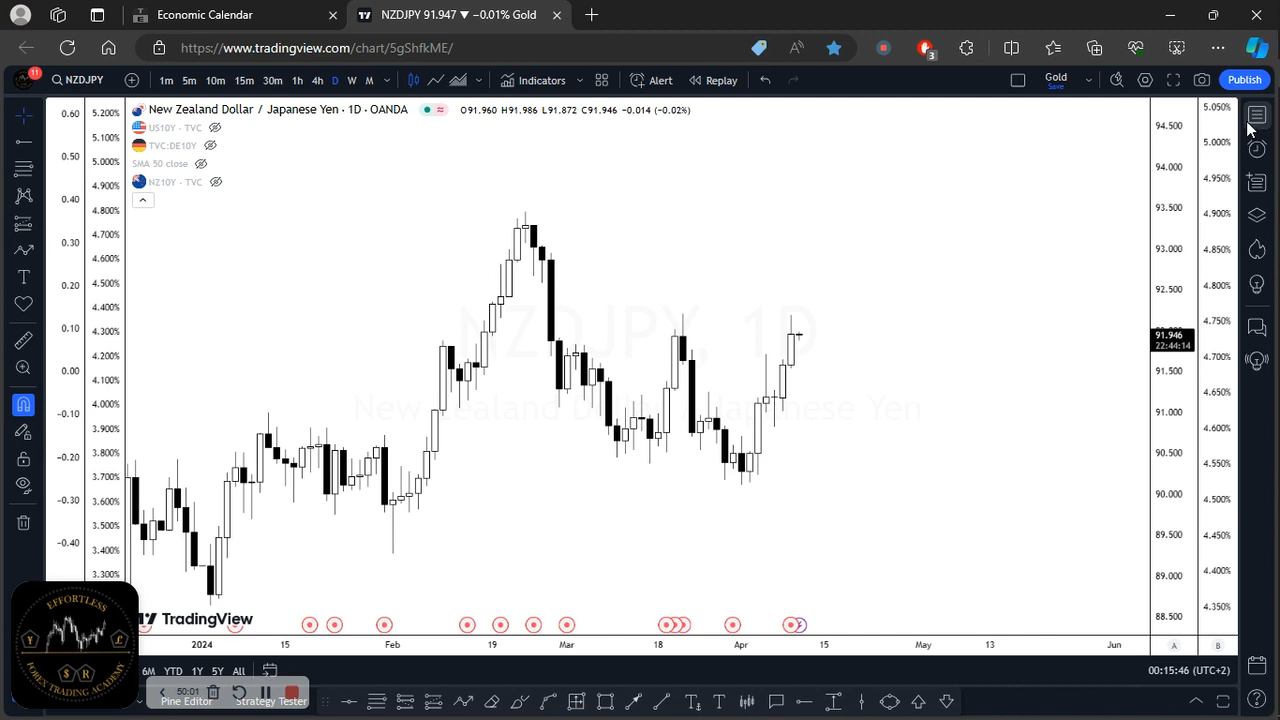 Economic Calendar
NZDJPY 91.947 ▼ −0.01% Gold
https://www.tradingview.com/chart/5gShfkME/
3
11
NZDJPY
1m 5m 10m 15m 30m 1h 4h D W M
Indicators
Alert
Replay
Gold
Save
Publish
New Zealand Dollar / Japanese Yen · 1D · OANDA
O91.960 H91.986 L91.872 C91.946 −0.014 (−0.02%)
US10Y · TVC
TVC:DE10Y
SMA 50 close
NZ10Y · TVC
0.60
0.50
0.40
0.30
0.20
0.10
0.00
-0.10
-0.20
-0.30
-0.40
5.200%
5.100%
5.000%
4.900%
4.800%
4.700%
4.600%
4.500%
4.400%
4.300%
4.200%
4.100%
4.000%
3.900%
3.800%
3.700%
3.600%
3.500%
3.400%
3.300%
NZDJPY, 1D
New Zealand Dollar / Japanese Yen
94.500
94.000
93.500
93.000
92.500
91.946
22:44:14
91.500
91.000
90.500
90.000
89.500
89.000
88.500
5.050%
5.000%
4.950%
4.900%
4.850%
4.800%
4.750%
4.700%
4.650%
4.600%
4.550%
4.500%
4.450%
4.400%
4.350%
TradingView
2024 15 Feb 19 Mar 18 Apr 15 May 13 Jun
A B
6M YTD 1Y 5Y All
00:15:46 (UTC+2)
EFFORTLESS
FOREX TRADING ACADEMY
50:01
Pine Editor
Strategy Tester